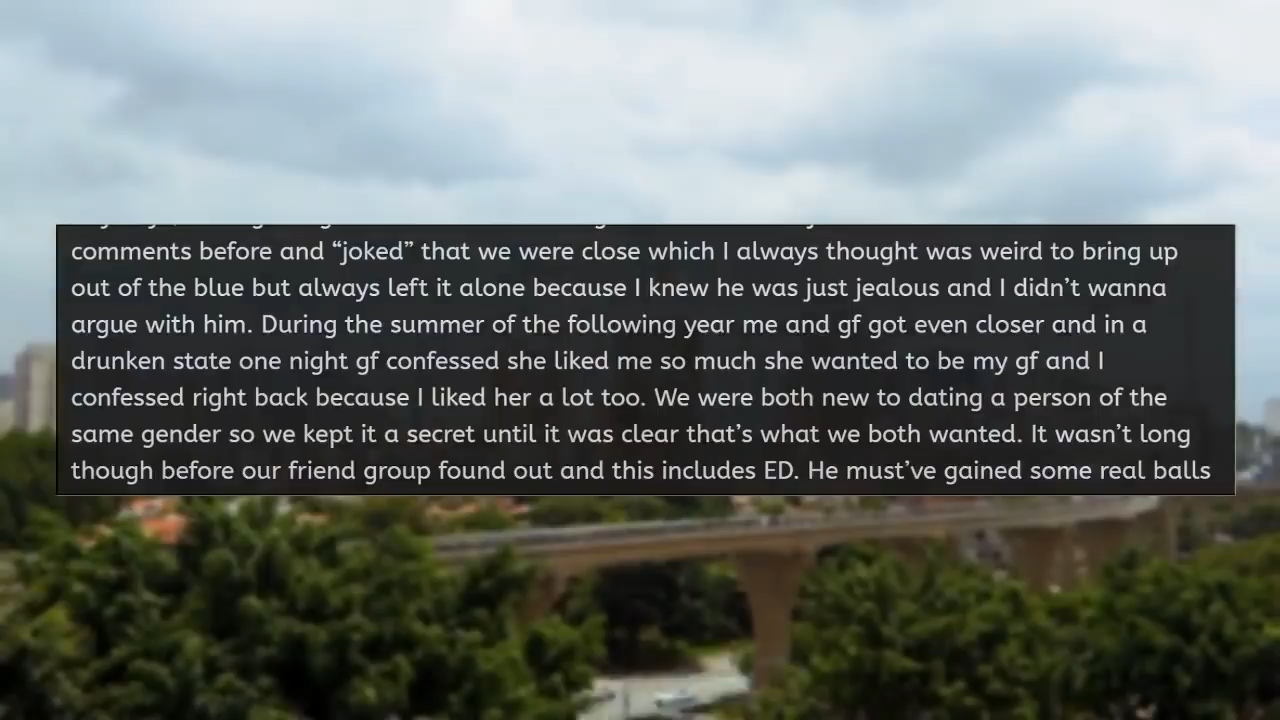 comments before and “joked” that we were close which I always thought was weird to bring up
out of the blue but always left it alone because I knew he was just jealous and I didn’t wanna
argue with him. During the summer of the following year me and gf got even closer and in a
drunken state one night gf confessed she liked me so much she wanted to be my gf and I
confessed right back because I liked her a lot too. We were both new to dating a person of the
same gender so we kept it a secret until it was clear that’s what we both wanted. It wasn’t long
though before our friend group found out and this includes ED. He must’ve gained some real balls